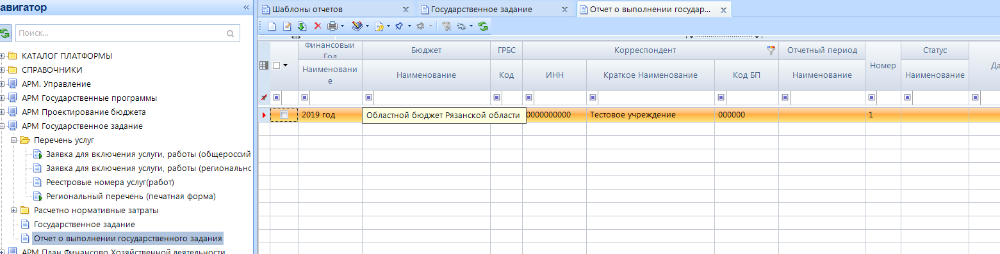 авигатор
Поиск...
КАТАЛОГ ПЛАТФОРМЫ
СПРАВОЧНИКИ
АРМ. Управление
АРМ Государственные программы
АРМ Проектирование бюджета
АРМ Государственное задание
Перечень услуг
Заявка для включения услуги, работы (общероссий
Заявка для включения услуги, работы (регионально
Реестровые номера услуг(работ)
Региональный перечень (печатная форма)
Расчетно нормативные затраты
Государственное задание
Отчет о выполнении государственного задания
АРМ План Финансово Хозяйственной деятельности
Шаблоны отчетов
Государственное задание
Отчет о выполнении государ...
Финансовый Год
Бюджет
ГРБС
Корреспондент
Отчетный период
Номер
Статус
Да
Наименовани
е
Наименование
Код
ИНН
Краткое Наименование
Код БП
Наименование
Наименование
2019 год
Областной бюджет Рязанской области
0000000000
Тестовое учреждение
000000
1